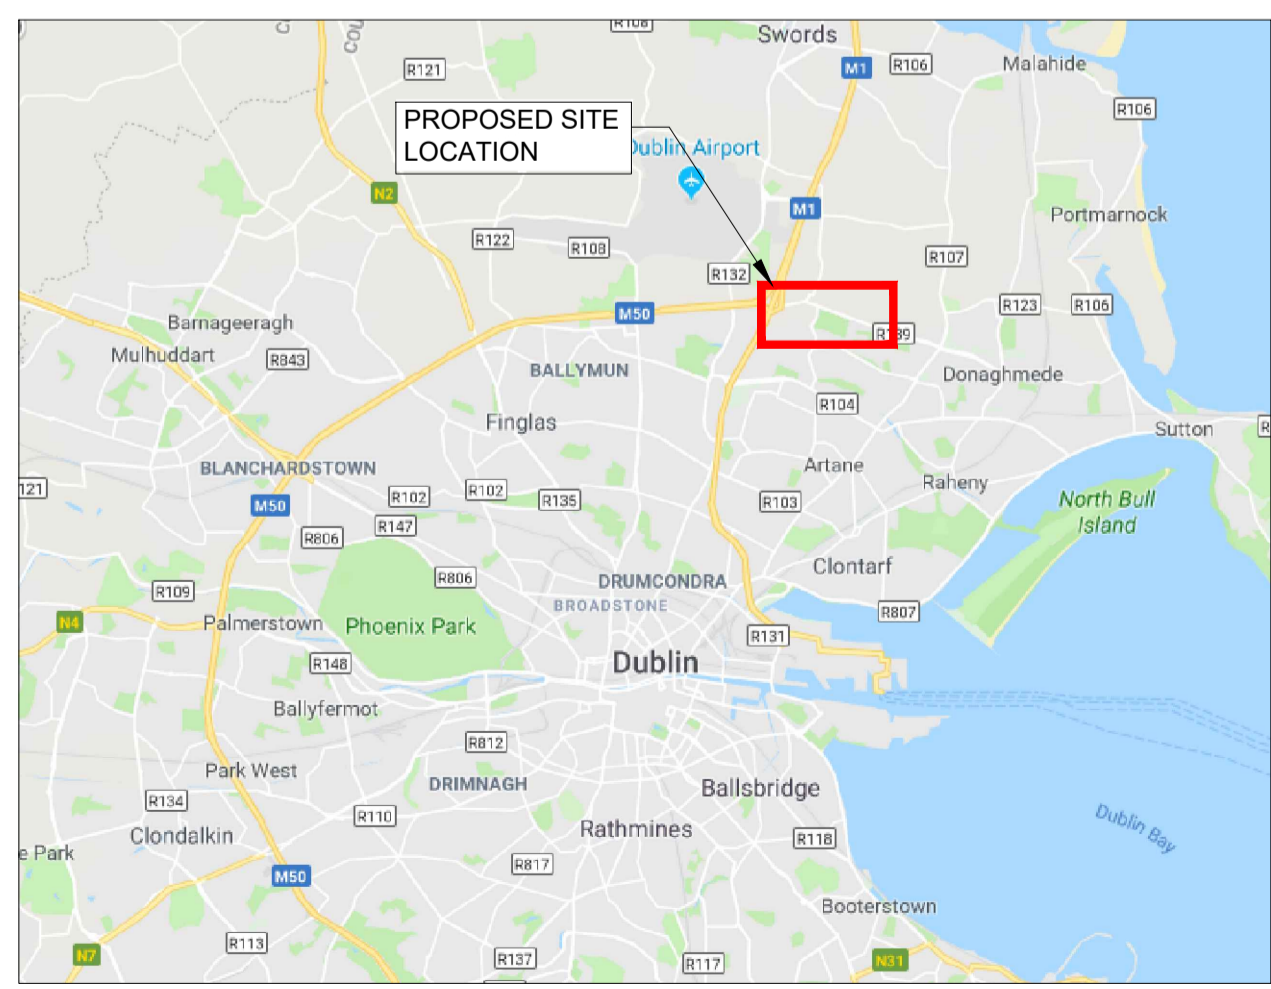 R108
Swords
C
COU
R121
M1
R106
Malahide
R106
PROPOSED SITE
LOCATION
Dublin Airport
N2
M1
Portmarnock
R122
R108
R107
R132
M50
R123
R106
Barnageeragh
R139
Mulhuddart
R843
BALLYMUN
Donaghmede
R104
Finglas
Sutton
R
BLANCHARDSTOWN
Artane
Raheny
121
R102
R102
R135
R103
North Bull
Island
M50
R147
R806
Clontarf
R806
DRUMCONDRA
R109
BROADSTONE
R807
N4
Palmerstown
Phoenix Park
R131
R148
Dublin
Ballyfermot
R812
Park West
DRIMNAGH
Ballsbridge
R134
R110
Dublin Bay
Clondalkin
Rathmines
R118
e Park
R817
M50
Booterstown
R113
N7
R137
R117
N31